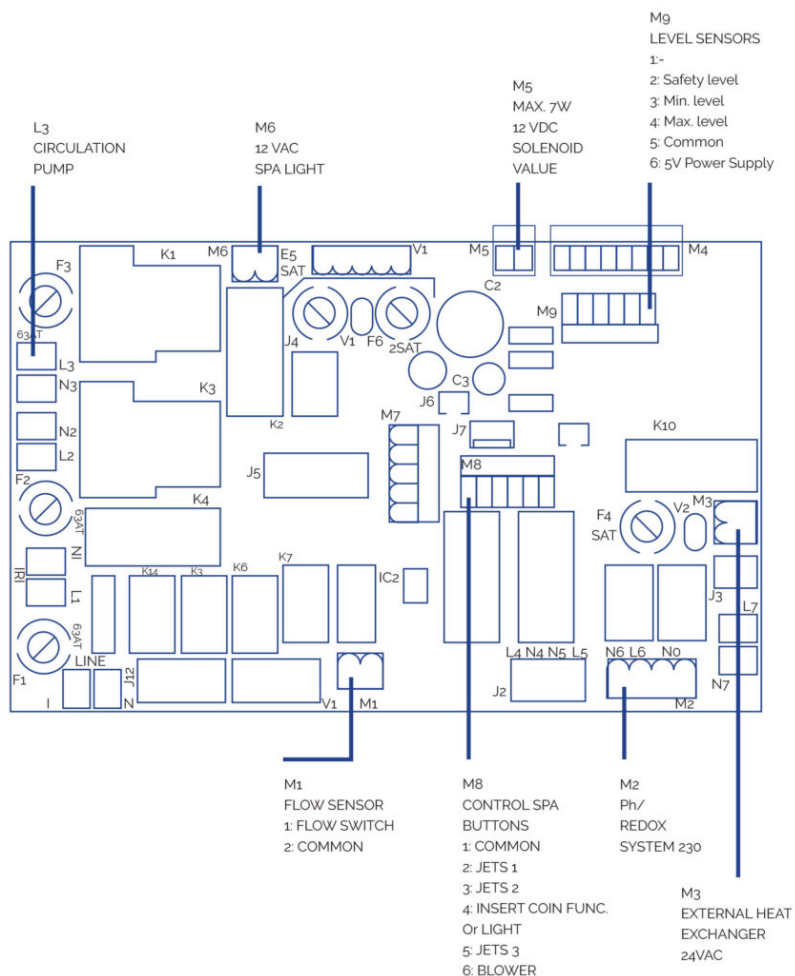 M9
LEVEL SENSORS
1:-
2: Safety level
3: Min. level
4: Max. level
5: Common
6: 5V Power Supply
M5
MAX. 7W
12 VDC
SOLENOID
VALUE
L3
CIRCULATION
PUMP
M6
12 VAC
SPA LIGHT
F3
K1
M6
E5
SAT
V1
M5
M4
C2
M9
63AT
L3
J4
V1
F6
2SAT
N3
K3
K2
C3
J6
M7
J7
K10
N2
L2
J5
M8
F2
63AT
K4
F4
SAT
V2
M3
NI
IRI
L1
K14
K3
K6
K7
IC2
J3
L7
63AT
F1
LINE
J12
L4 N4 N5 L5
N6 L6 N0
N7
J2
I
N
V1
M1
M2
M1
FLOW SENSOR
1: FLOW SWITCH
2: COMMON
M8
CONTROL SPA
BUTTONS
1: COMMON
2: JETS 1
3: JETS 2
4: INSERT COIN FUNC.
Or LIGHT
5: JETS 3
6: BLOWER
M2
Ph/
REDOX
SYSTEM 230
M3
EXTERNAL HEAT
EXCHANGER
24VAC